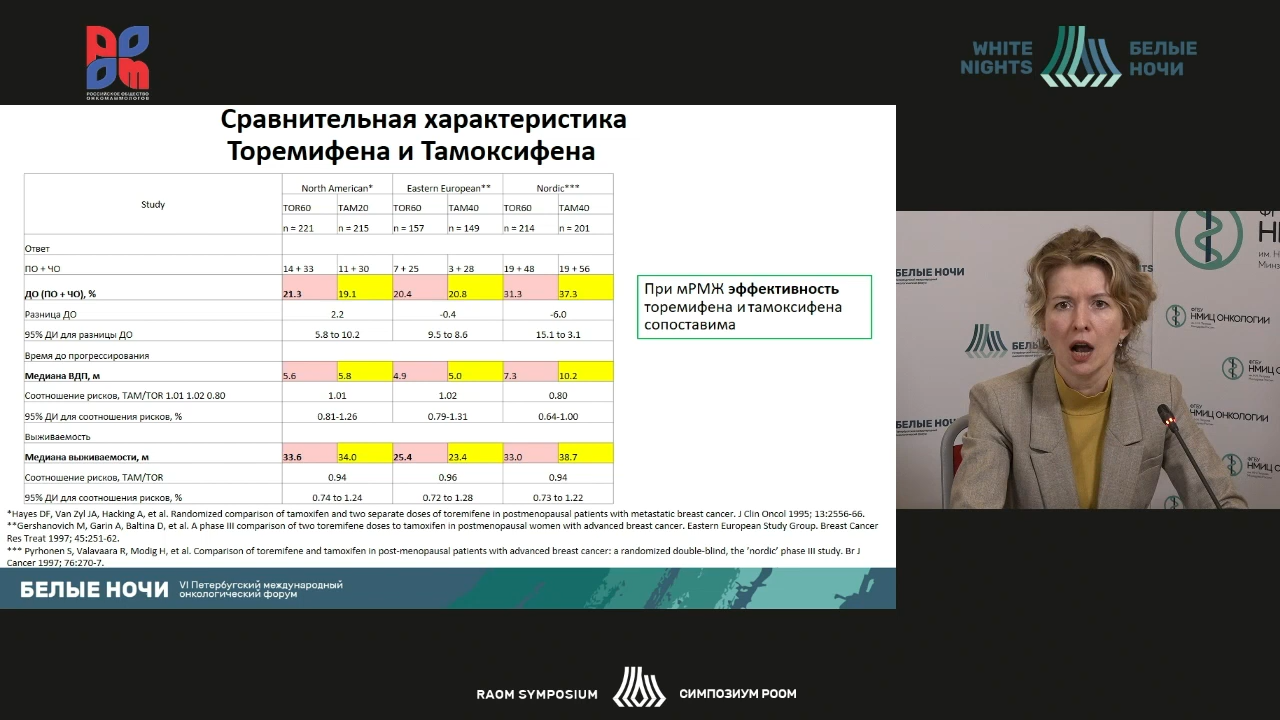 РООМ
РОССИЙСКОЕ ОБЩЕСТВО
ОНКОМАММОЛОГОВ
WHITE
NIGHTS
БЕЛЫЕ
НОЧИ
Сравнительная характеристика
Торемифена и Тамоксифена
Study North American* Eastern European** Nordic***
TOR60 TAM20 TOR60 TAM40 TOR60 TAM40
n = 221 n = 215 n = 157 n = 149 n = 214 n = 201
Ответ
ПО + ЧО 14 + 33 11 + 30 7 + 25 3 + 28 19 + 48 19 + 56
ДО (ПО + ЧО), % 21.3 19.1 20.4 20.8 31.3 37.3
Разница ДО 2.2 -0.4 -6.0
95% ДИ для разницы ДО 5.8 to 10.2 9.5 to 8.6 15.1 to 3.1
Время до прогрессирования
Медиана ВДП, м 5.6 5.8 4.9 5.0 7.3 10.2
Соотношение рисков, TAM/TOR 1.01 1.02 0.80 1.01 1.02 0.80
95% ДИ для соотношения рисков, % 0.81-1.26 0.79-1.31 0.64-1.00
Выживаемость
Медиана выживаемости, м 33.6 34.0 25.4 23.4 33.0 38.7
Соотношение рисков, TAM/TOR 0.94 0.96 0.94
95% ДИ для соотношения рисков, % 0.74 to 1.24 0.72 to 1.28 0.73 to 1.22
При мРМЖ эффективность
торемифена и тамоксифена
сопоставима
*Hayes DF, Van Zyl JA, Hacking A, et al. Randomized comparison of tamoxifen and two separate doses of toremifene in postmenopausal patients with metastatic breast cancer. J Clin Oncol 1995; 13:2556-66.
**Gershanovich M, Garin A, Baltina D, et al. A phase III comparison of two toremifene doses to tamoxifen in postmenopausal women with advanced breast cancer. Eastern European Study Group. Breast Cancer
Res Treat 1997; 45:251-62.
*** Pyrhonen S, Valavaara R, Modig H, et al. Comparison of toremifene and tamoxifen in post-menopausal patients with advanced breast cancer: a randomized double-blind, the 'nordic' phase III study. Br J
Cancer 1997; 76:270-7.
БЕЛЫЕ НОЧИ
VI Петербугский международный
онкологический форум
БЕЛЫЕ НОЧИ
ФГБУ
НМИЦ ОНКОЛОГИИ
ФГБУ
НМИЦ ОНКОЛОГИИ
RAOM SYMPOSIUM
СИМПОЗИУМ РООМ